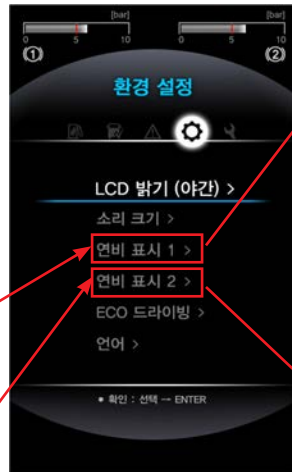 [bar] [bar]
0 5 10 0 5 10
(1) (2)
환경 설정
LCD 밝기 (야간) >
소리 크기 >
연비 표시 1 >
연비 표시 2 >
ECO 드라이빙 >
언어 >
• 확인 : 선택 → ENTER